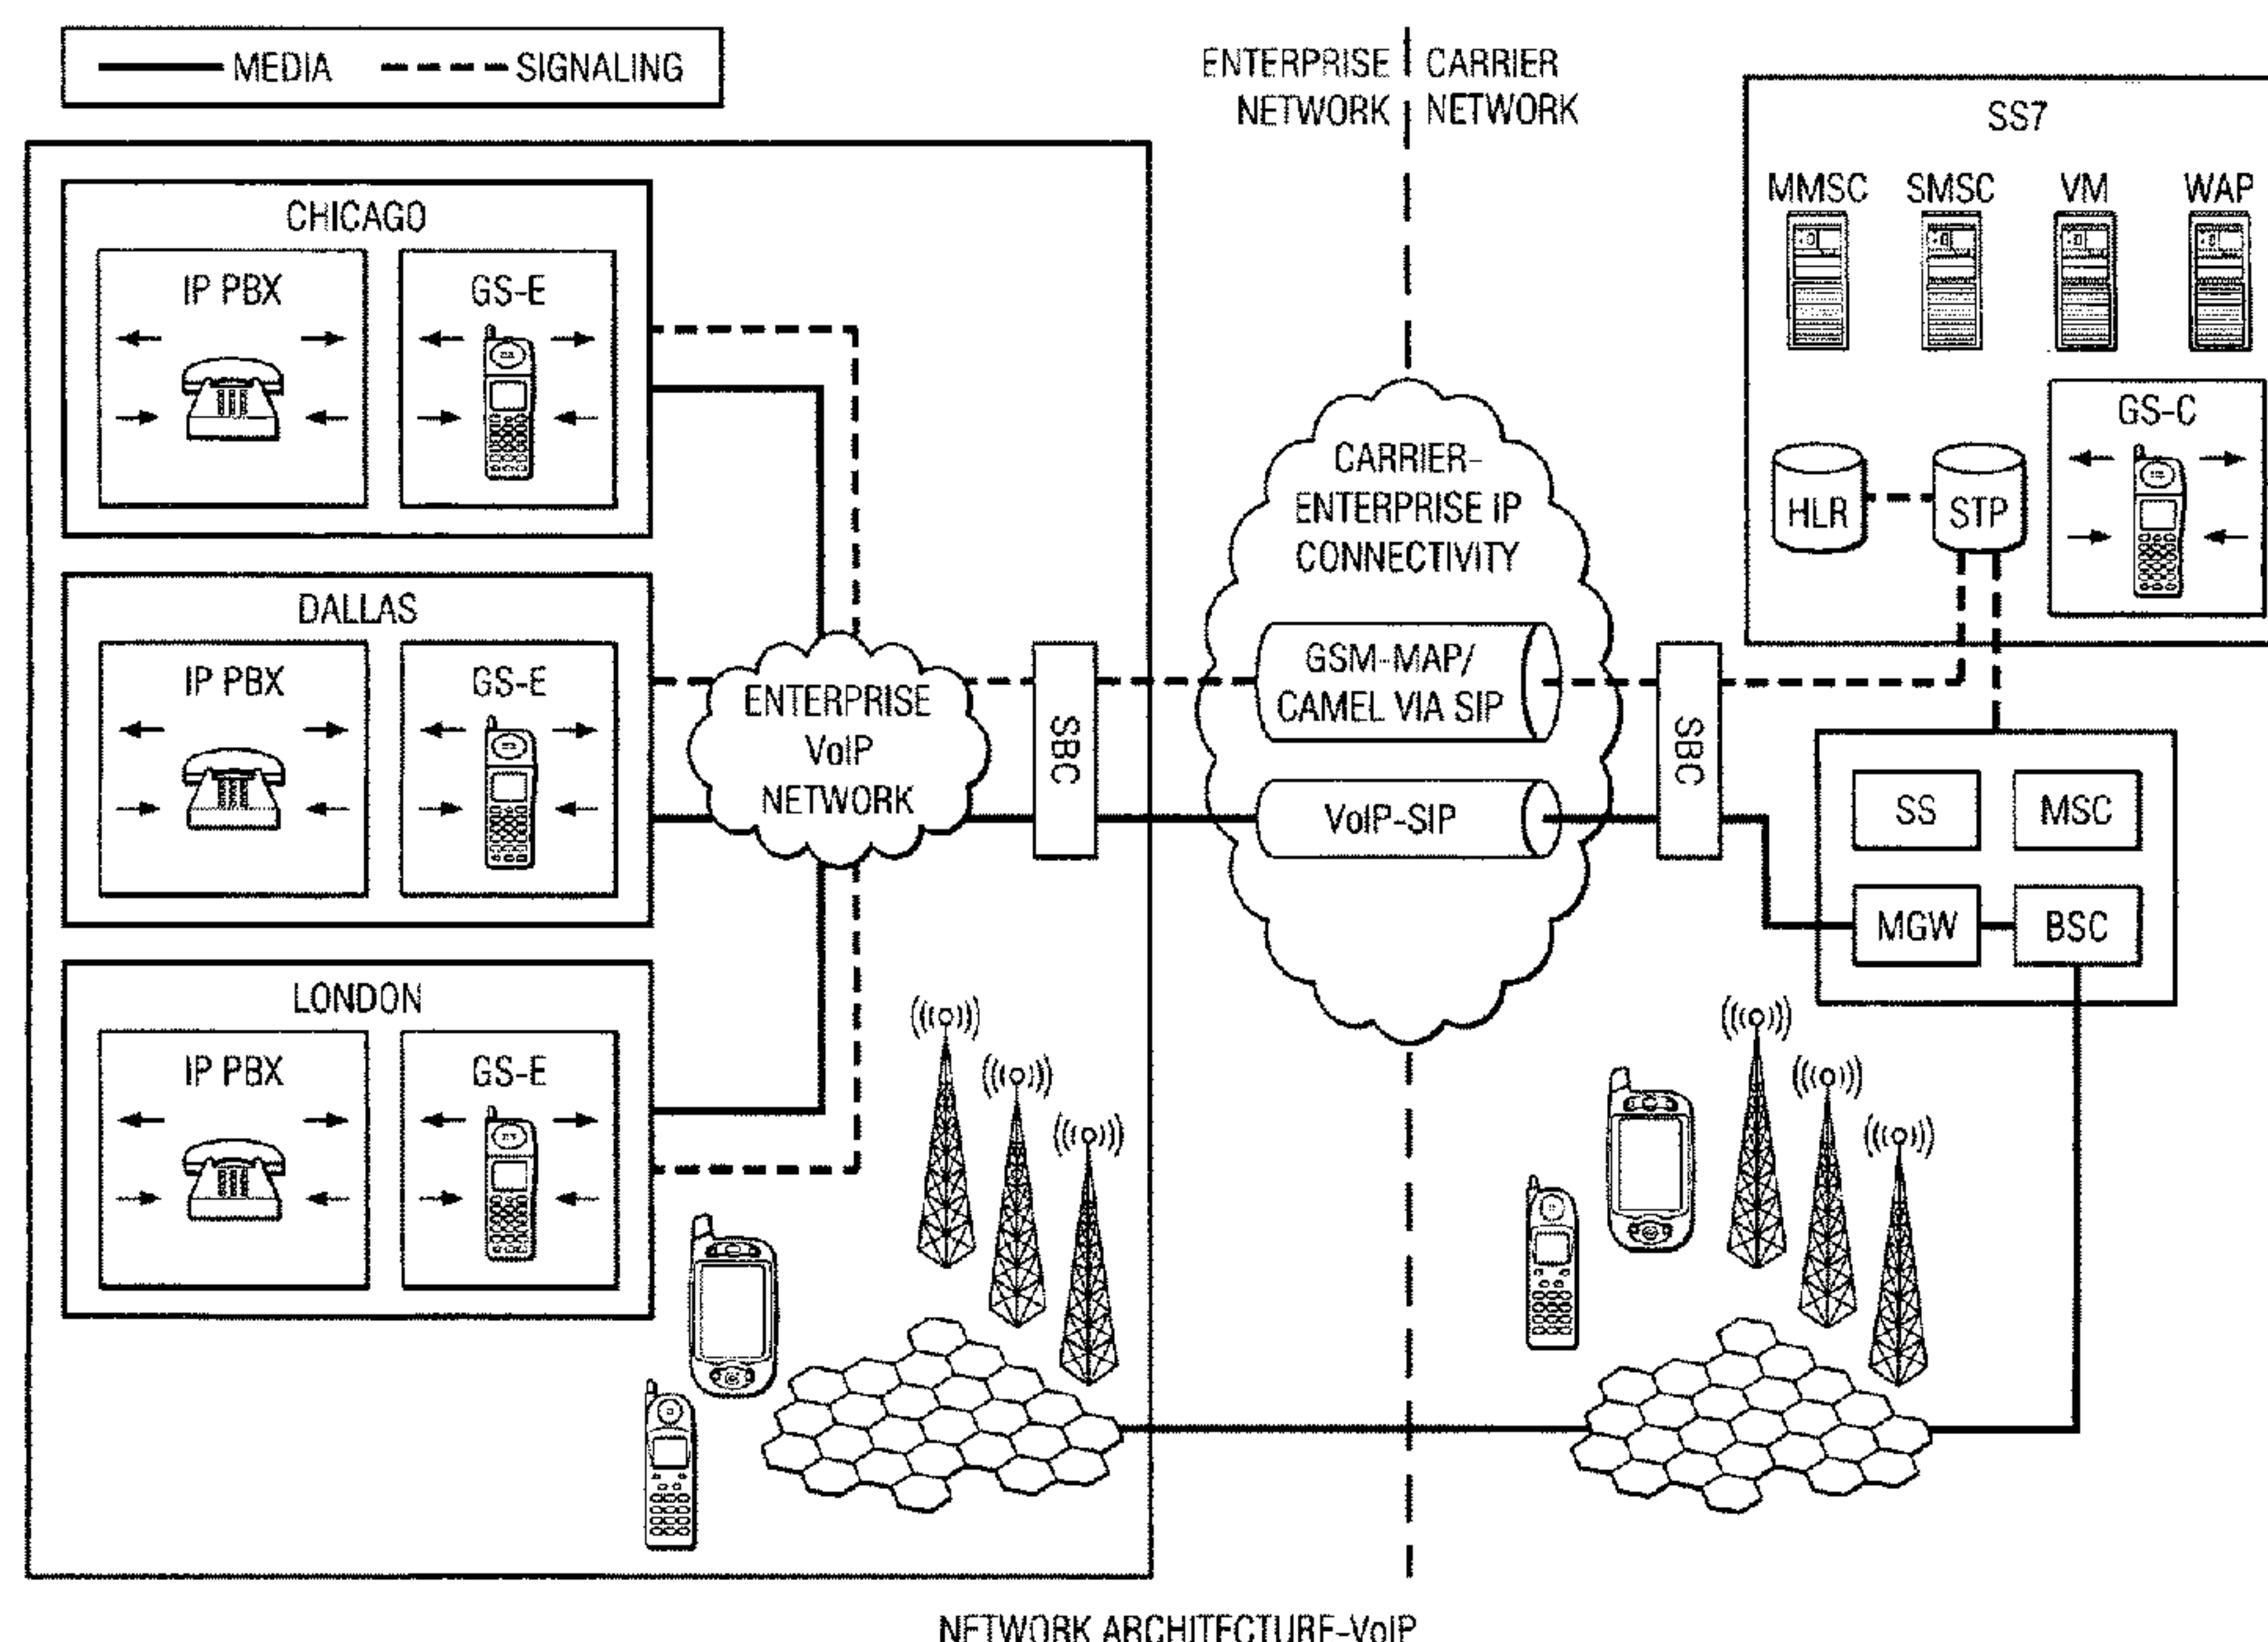 MEDIA
SIGNALING
ENTERPRISE
NETWORK
CARRIER
NETWORK
SS7
MMSC
SMSC
VM
WAP
CHICAGO
IP PBX
GS-E
GS-C
HLR
STP
CARRIER-
ENTERPRISE IP
CONNECTIVITY
DALLAS
IP PBX
GS-E
ENTERPRISE
VoIP
NETWORK
SBC
GSM-MAP/
CAMEL VIA SIP
VoIP-SIP
SBC
SS
MSC
MGW
BSC
LONDON
IP PBX
GS-E
NETWORK ARCHITECTURE-VoIP